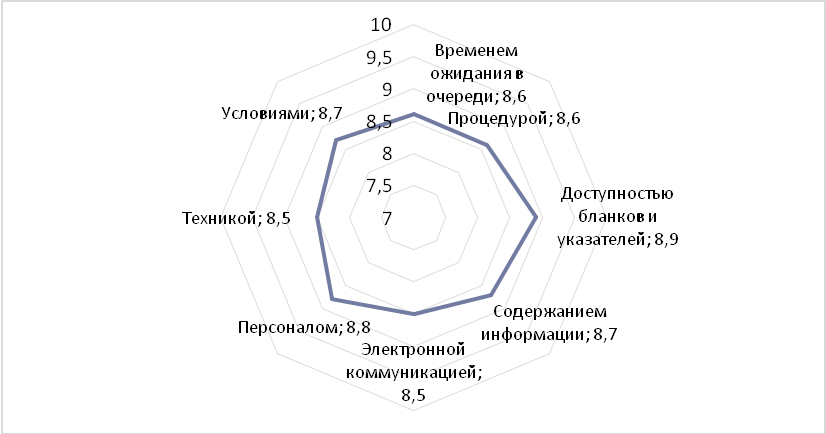 10
9,5
9
8,5
8
7,5
7
Временем
ожидания в
очереди; 8,6
Процедурой; 8,6
Доступностью
бланков и
указателей; 8,9
Содержанием
информации; 8,7
Электронной
коммуникацией;
8,5
Персоналом; 8,8
Техникой; 8,5
Условиями; 8,7